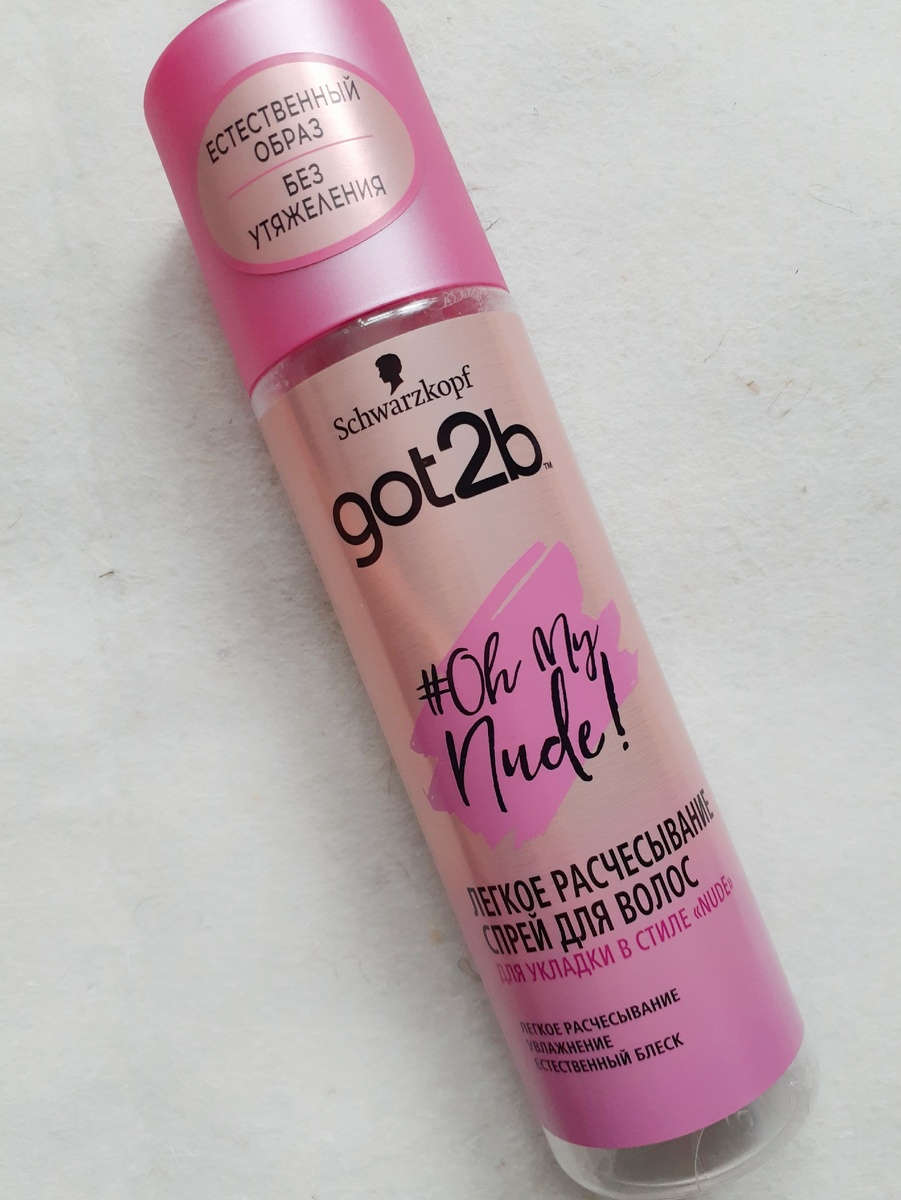 ЕСТЕСТВЕННЫЙ
ОБРАЗ
БЕЗ
УТЯЖЕЛЕНИЯ
Schwarzkopf
got2b™
#Oh My
Nude!
ЛЕГКОЕ РАСЧЕСЫВАНИЕ
СПРЕЙ ДЛЯ ВОЛОС
ДЛЯ УКЛАДКИ В СТИЛЕ «NUDE»
ЛЕГКОЕ РАСЧЕСЫВАНИЕ
УВЛАЖНЕНИЕ
ЕСТЕСТВЕННЫЙ БЛЕСК